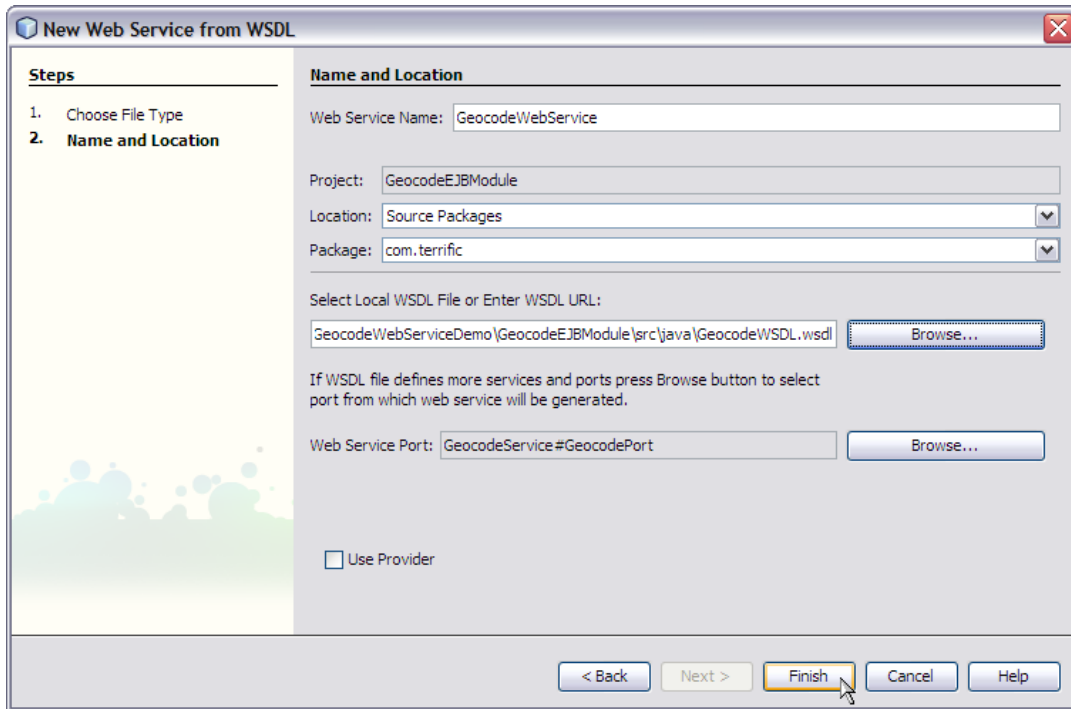 New Web Service from WSDL
Steps
1. Choose File Type
2. Name and Location
Name and Location
Web Service Name: GeocodeWebService
Project: GeocodeEJBModule
Location: Source Packages
Package: com.terrific
Select Local WSDL File or Enter WSDL URL:
GeocodeWebServiceDemo\GeocodeEJBModule\src\java\GeocodeWSDL.wsdl Browse...
If WSDL file defines more services and ports press Browse button to select
port from which web service will be generated.
Web Service Port: GeocodeService#GeocodePort Browse...
Use Provider
< Back Next > Finish Cancel Help